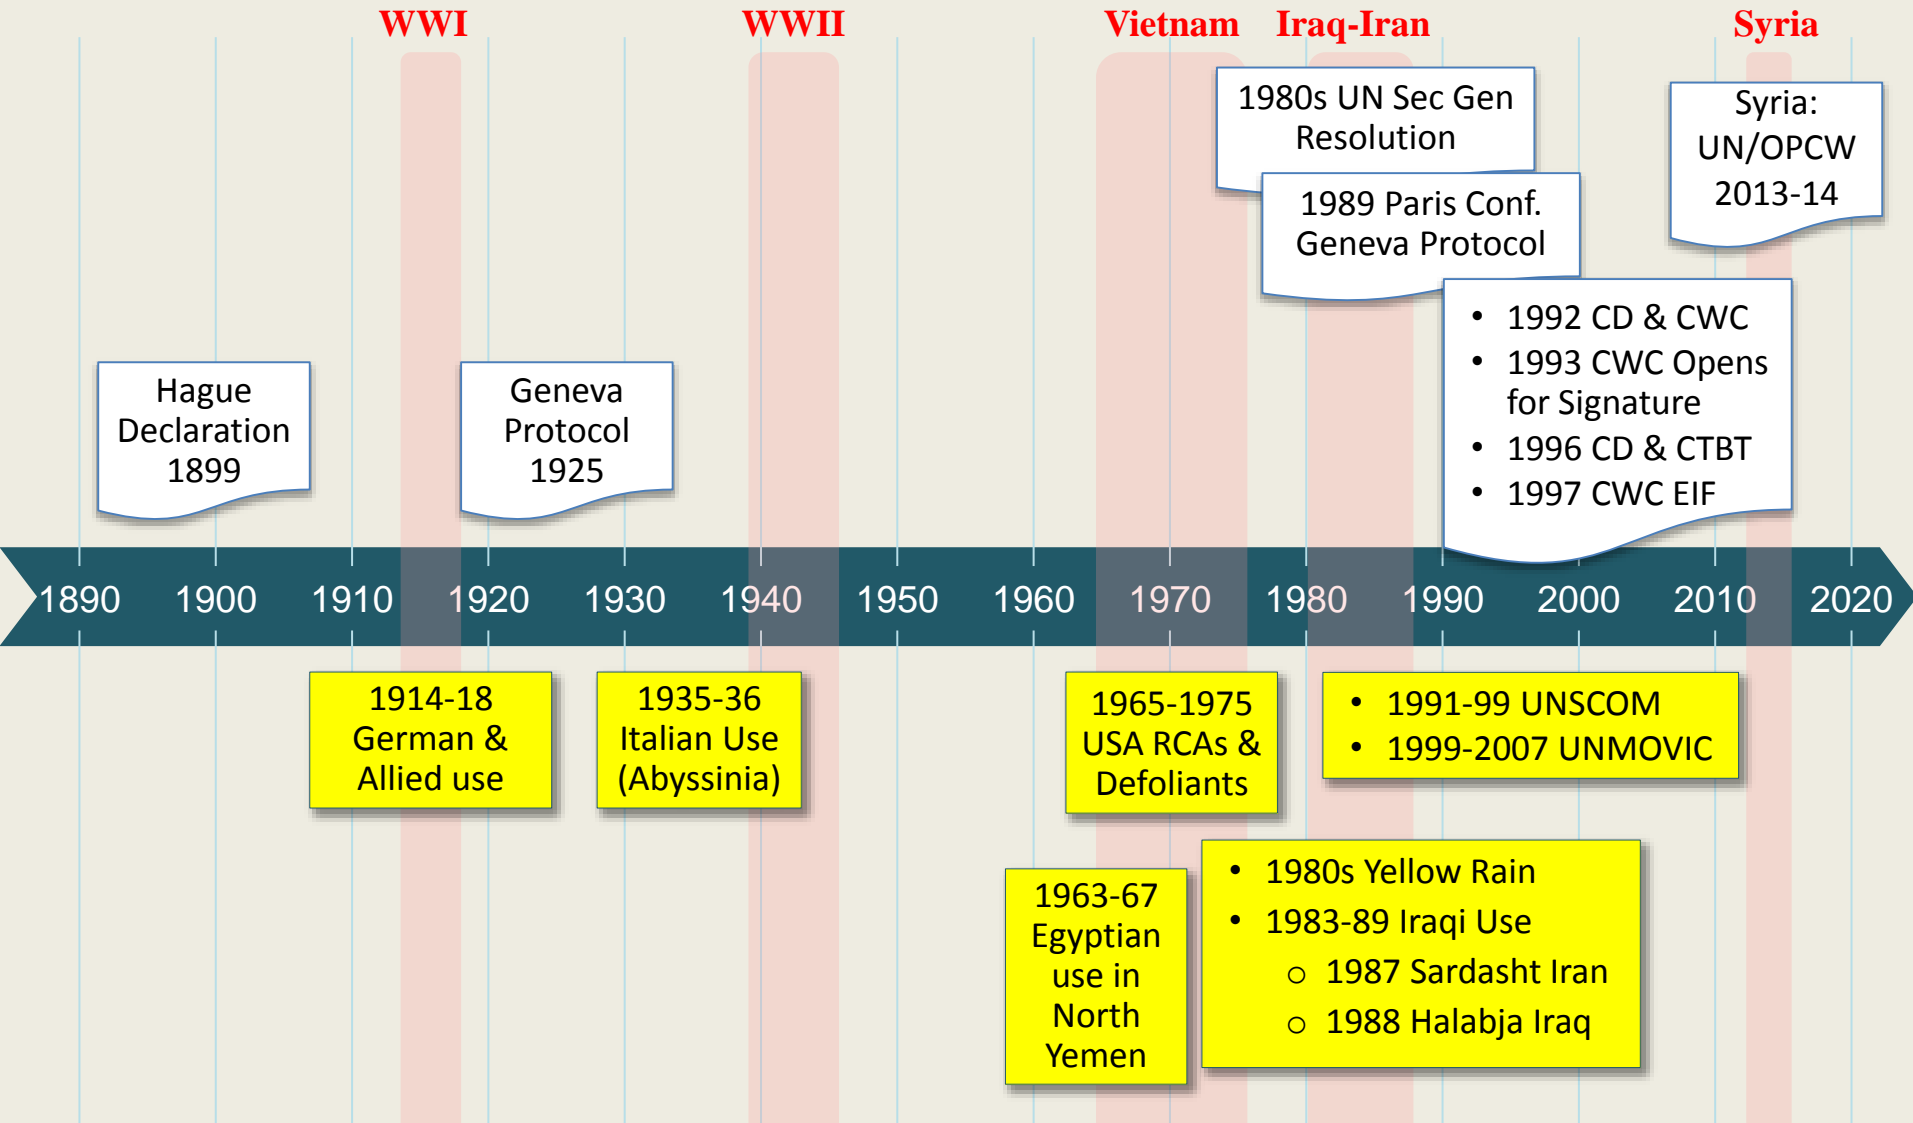 WWI
WWII
Vietnam
Iraq-Iran
Syria
1980s UN Sec Gen
Resolution
1989 Paris Conf.
Geneva Protocol
Syria:
UN/OPCW
2013-14
• 1992 CD & CWC
• 1993 CWC Opens
for Signature
• 1996 CD & CTBT
• 1997 CWC EIF
Hague
Declaration
1899
Geneva
Protocol
1925
1890 1900 1910 1920 1930 1940 1950 1960 1970 1980 1990 2000 2010 2020
1914-18
German &
Allied use
1935-36
Italian Use
(Abyssinia)
1965-1975
USA RCAs &
Defoliants
• 1991-99 UNSCOM
• 1999-2007 UNMOVIC
1963-67
Egyptian
use in
North
Yemen
• 1980s Yellow Rain
• 1983-89 Iraqi Use
o 1987 Sardasht Iran
o 1988 Halabja Iraq